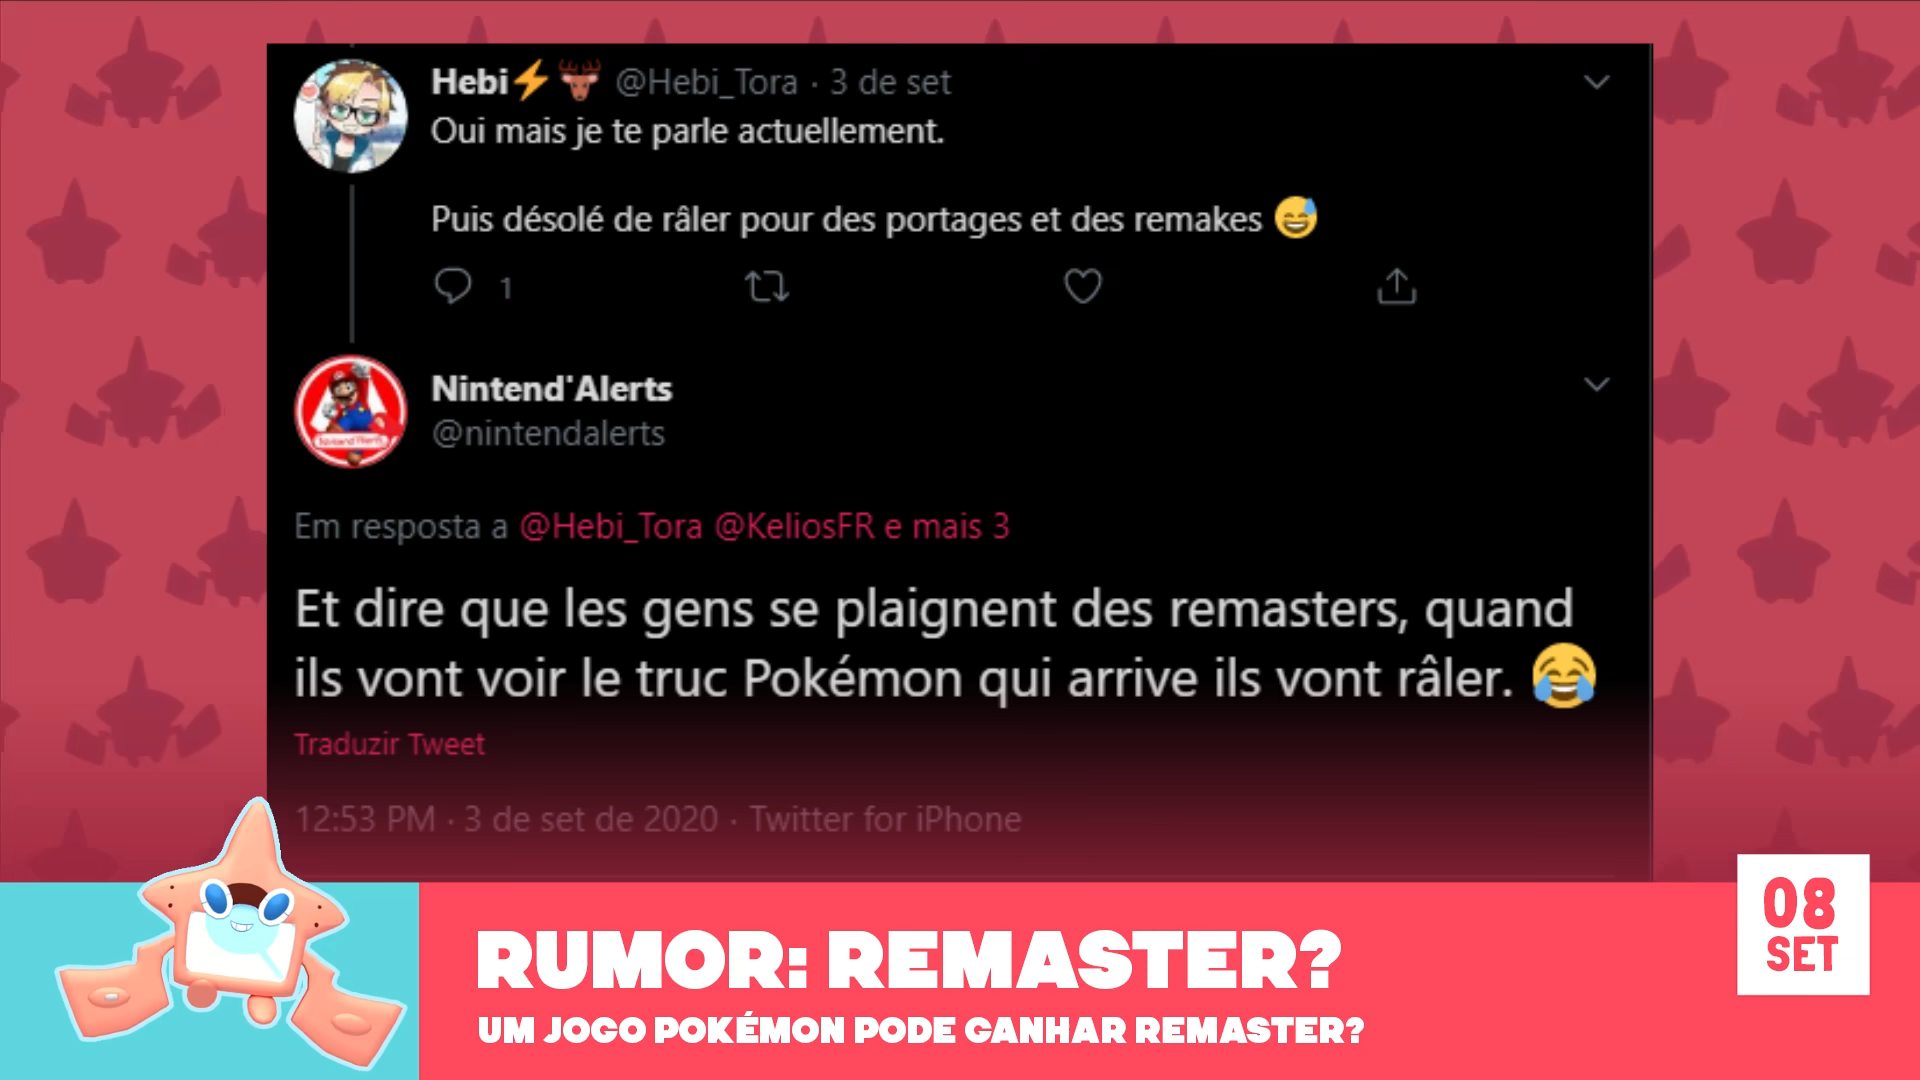 Hebi⚡🦌 @Hebi_Tora · 3 de set
Oui mais je te parle actuellement.
Puis désolé de râler pour des portages et des remakes 😅
1
Nintend'Alerts
@nintendalerts
Em resposta a @Hebi_Tora @KeliosFR e mais 3
Et dire que les gens se plaignent des remasters, quand
ils vont voir le truc Pokémon qui arrive ils vont râler. 😂
Traduzir Tweet
12:53 PM · 3 de set de 2020 · Twitter for iPhone
08
SET
RUMOR: REMASTER?
UM JOGO POKÉMON PODE GANHAR REMASTER?